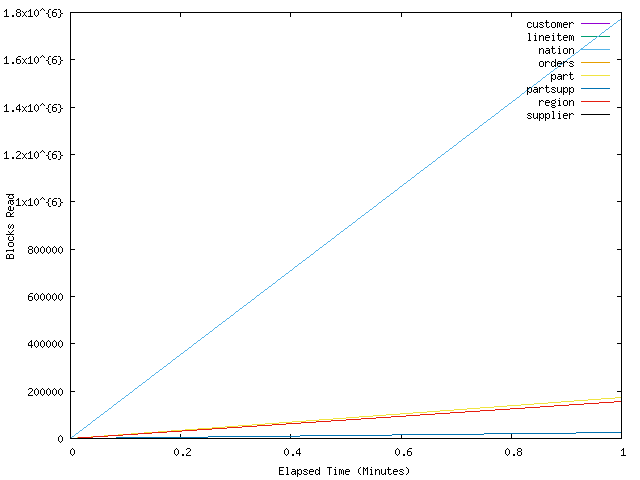 1.8x10^{6}
1.6x10^{6}
1.4x10^{6}
1.2x10^{6}
1x10^{6}
800000
600000
400000
200000
0
Blocks Read
customer
lineitem
nation
orders
part
partsupp
region
supplier
0 0.2 0.4 0.6 0.8 1
Elapsed Time (Minutes)